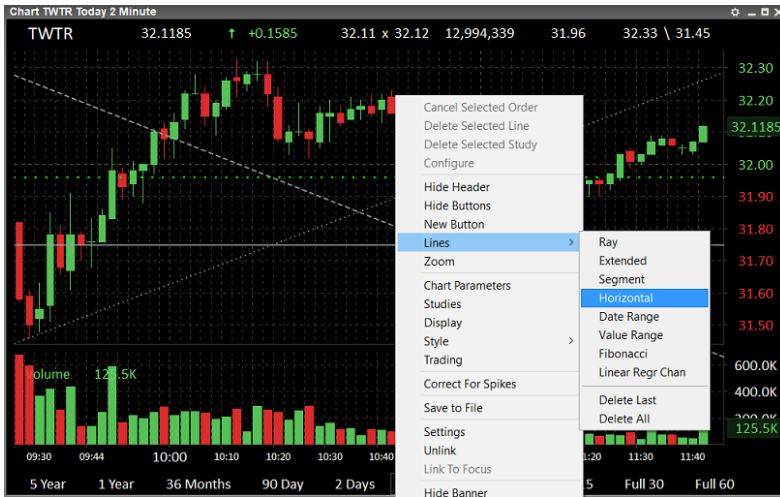 Chart TWTR Today 2 Minute
TWTR 32.1185 ↑ +0.1585 32.11 x 32.12 12,994,339 31.96 32.33 \ 31.45
32.30
32.20
32.1185
32.00
31.90
31.80
31.70
31.60
31.50
Cancel Selected Order
Delete Selected Line
Delete Selected Study
Configure
Hide Header
Hide Buttons
New Button
Lines >
Zoom
Chart Parameters
Studies
Display
Style >
Trading
Correct For Spikes
Save to File
Settings
Unlink
Link To Focus
Hide Banner
Ray
Extended
Segment
Horizontal
Date Range
Value Range
Fibonacci
Linear Regr Chan
Delete Last
Delete All
Volume 125.5K
600.0K
400.0K
200.0K
125.5K
09:30 09:44 10:00 10:10 10:20 10:30 10:40 1:20 11:30 11:40
5 Year 1 Year 36 Months 90 Day 2 Days 5 Full 30 Full 60